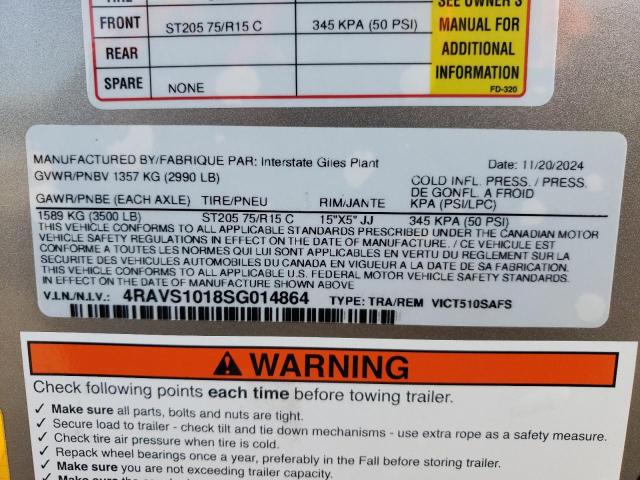 SEE OWNER'S
FRONT ST205 75/R15 C 345 KPA (50 PSI) MANUAL FOR
REAR ADDITIONAL
SPARE NONE INFORMATION
FD-320
MANUFACTURED BY/FABRIQUE PAR: Interstate Giles Plant Date: 11/20/2024
GVWR/PNBV 1357 KG (2990 LB)
COLD INFL. PRESS. / PRESS.
DE GONFL. A FROID
GAWR/PNBE (EACH AXLE) TIRE/PNEU RIM/JANTE KPA (PSI/LPC)
1589 KG (3500 LB) ST205 75/R15 C 15"X5" JJ 345 KPA (50 PSI)
THIS VEHICLE CONFORMS TO ALL APPLICABLE STANDARDS PRESCRIBED UNDER THE CANADIAN MOTOR
VEHICLE SAFETY REGULATIONS IN EFFECT ON THE DATE OF MANUFACTURE. / CE VEHICULE EST
CONFORME A TOUTES LES NORMES QUI LUI SONT APPLICABLES EN VERTU DU REGLEMENT SUR LA
SECURITE DES VEHICULES AUTOMOBILES DU CANADA EN VIGUEUR A LA DATE DE SA FABRICATION.
THIS VEHICLE CONFORMS TO ALL APPLICABLE U.S. FEDERAL MOTOR VEHICLE SAFETY STANDARDS
IN EFFECT ON THE DATE OF MANUFACTURE SHOWN ABOVE
V.I.N./N.I.V.: 4RAVS1018SG014864 TYPE: TRA/REM VICT510SAFS
WARNING
Check following points each time before towing trailer.
✓ Make sure all parts, bolts and nuts are tight.
✓ Secure load to trailer - check tilt and tie down mechanisms - use extra rope as a safety measure.
✓ Check tire air pressure when tire is cold.
✓ Repack wheel bearings once a year, preferably in the Fall before storing trailer.
✓ Make sure you are not exceeding trailer capacity.